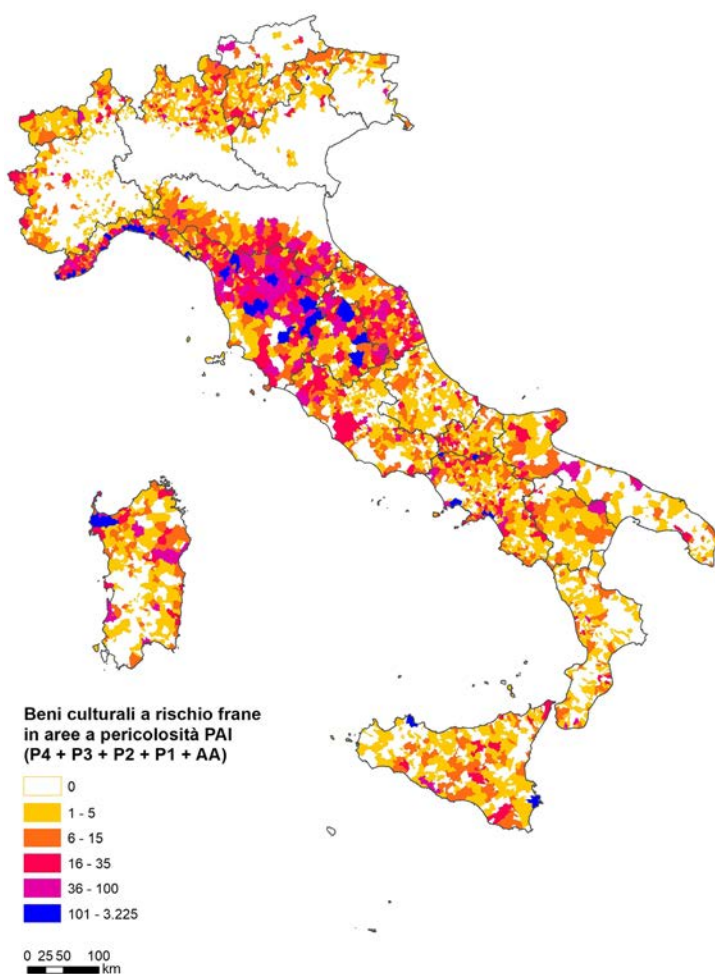 Beni culturali a rischio frane
in aree a pericolosità PAI
(P4 + P3 + P2 + P1 + AA)
0
1 - 5
6 - 15
16 - 35
36 - 100
101 - 3.225
0 25 50 100
km